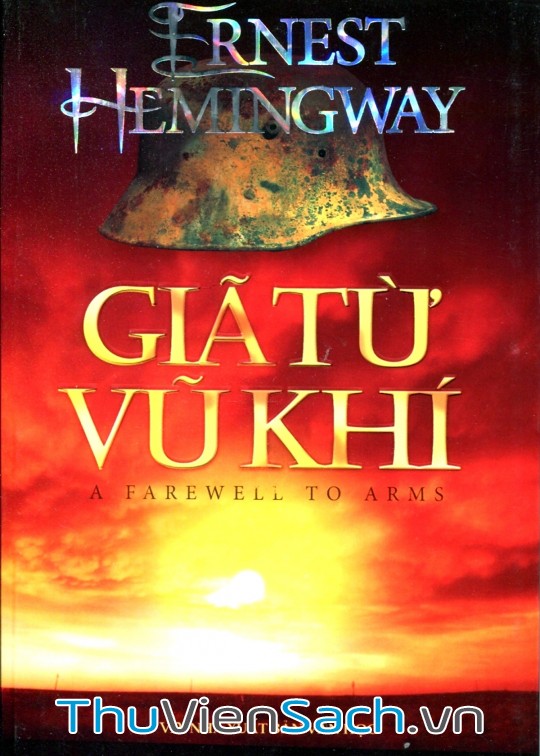 ERNEST
HEMINGWAY
GIÃ TỪ
VŨ KHÍ
A FAREWELL TO ARMS
ThuVienSach.vn